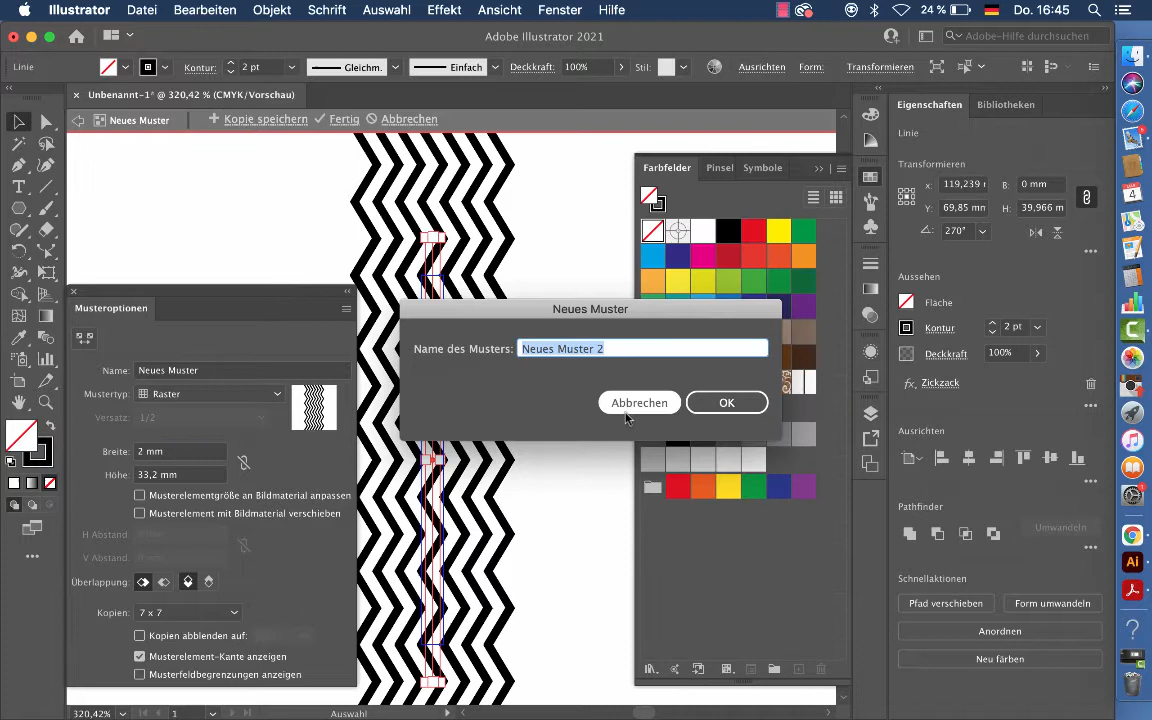 Illustrator Datei Bearbeiten Objekt Schrift Auswahl Effekt Ansicht Fenster Hilfe 24 % Do. 16:45
Adobe Illustrator 2021
Adobe-Hilfe durchsuchen
Linie Kontur: 2 pt Gleichm. Einfach Deckkraft: 100% Stil: Ausrichten Form: Transformieren
× Unbenannt-1* @ 320,42 % (CMYK/Vorschau)
Neues Muster Kopie speichern Fertig Abbrechen
Eigenschaften Bibliotheken
Linie
Transformieren
X: 119,239 B: 0 mm
Y: 69,85 mm H: 39,966 m
270°
Aussehen
Fläche
Kontur 2 pt
Deckkraft 100%
fx, Zickzack
Ausrichten
Pathfinder
Umwandeln
Schnellaktionen
Pfad verschieben Form umwandeln
Anordnen
Neu färben
Farbfelder Pinsel Symbole
Neues Muster
Name des Musters: Neues Muster 2
Abbrechen OK
Musteroptionen
Name: Neues Muster
Mustertyp: Raster
Versatz: 1/2
Breite: 2 mm
Höhe: 33,2 mm
Musterelementgröße an Bildmaterial anpassen
Musterelement mit Bildmaterial verschieben
H Abstand
V Abstand
Überlappung:
Kopien: 7 x 7
Kopien abblenden auf:
Musterelement-Kante anzeigen
Musterfeldbegrenzungen anzeigen
320,42% 1 Auswahl
4
Ai